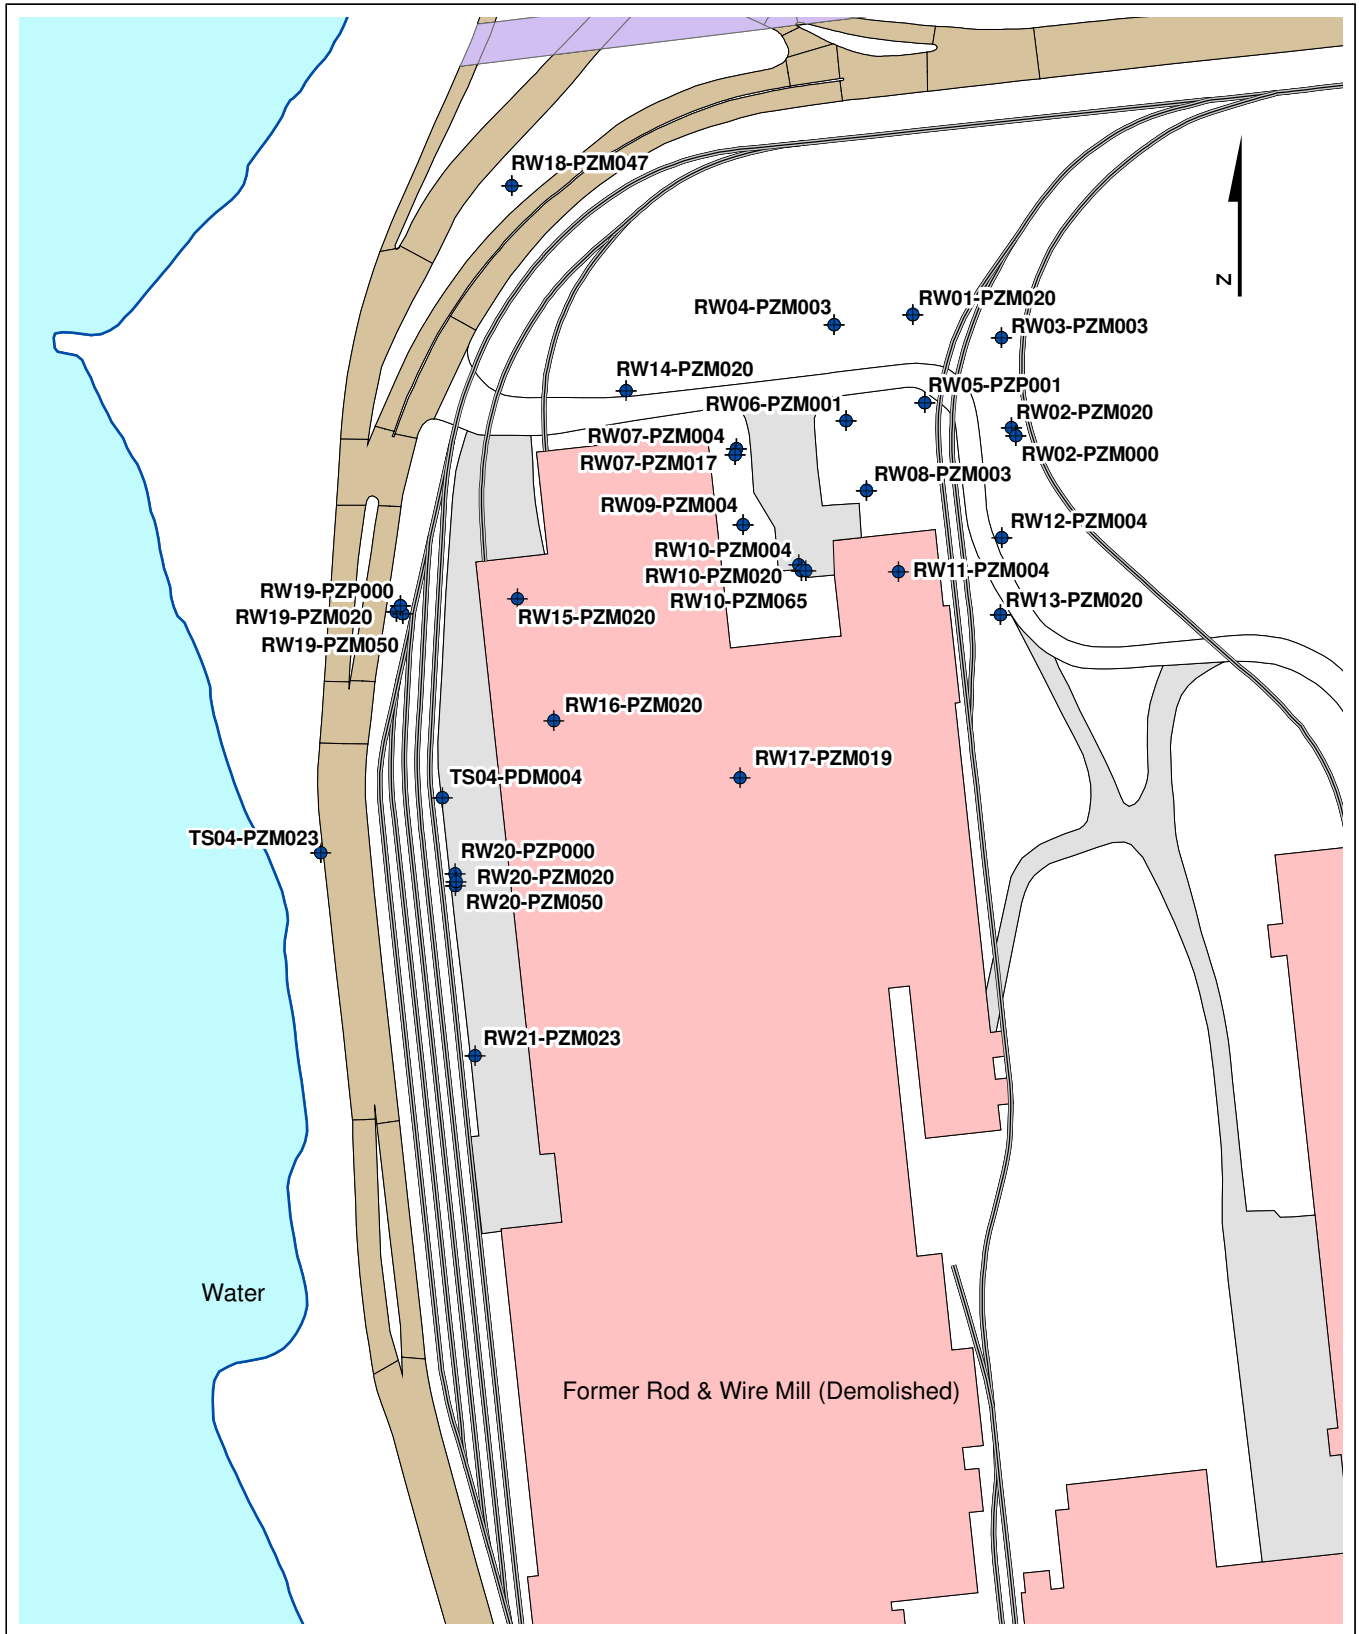 RW18-PZM047
Z
RW01-PZM020
RW04-PZM003
RW03-PZM003
RW14-PZM020
RW05-PZP001
RW06-PZM001
RW02-PZM020
RW07-PZM004
RW02-PZM000
RW07-PZM017
RW08-PZM003
RW09-PZM004
RW12-PZM004
RW10-PZM004
RW11-PZM004
RW10-PZM020
RW19-PZP000
RW10-PZM065
RW13-PZM020
RW19-PZM020
RW15-PZM020
RW19-PZM050
RW16-PZM020
RW17-PZM019
TS04-PDM004
TS04-PZM023
RW20-PZP000
RW20-PZM020
RW20-PZM050
RW21-PZM023
Water
Former Rod & Wire Mill (Demolished)